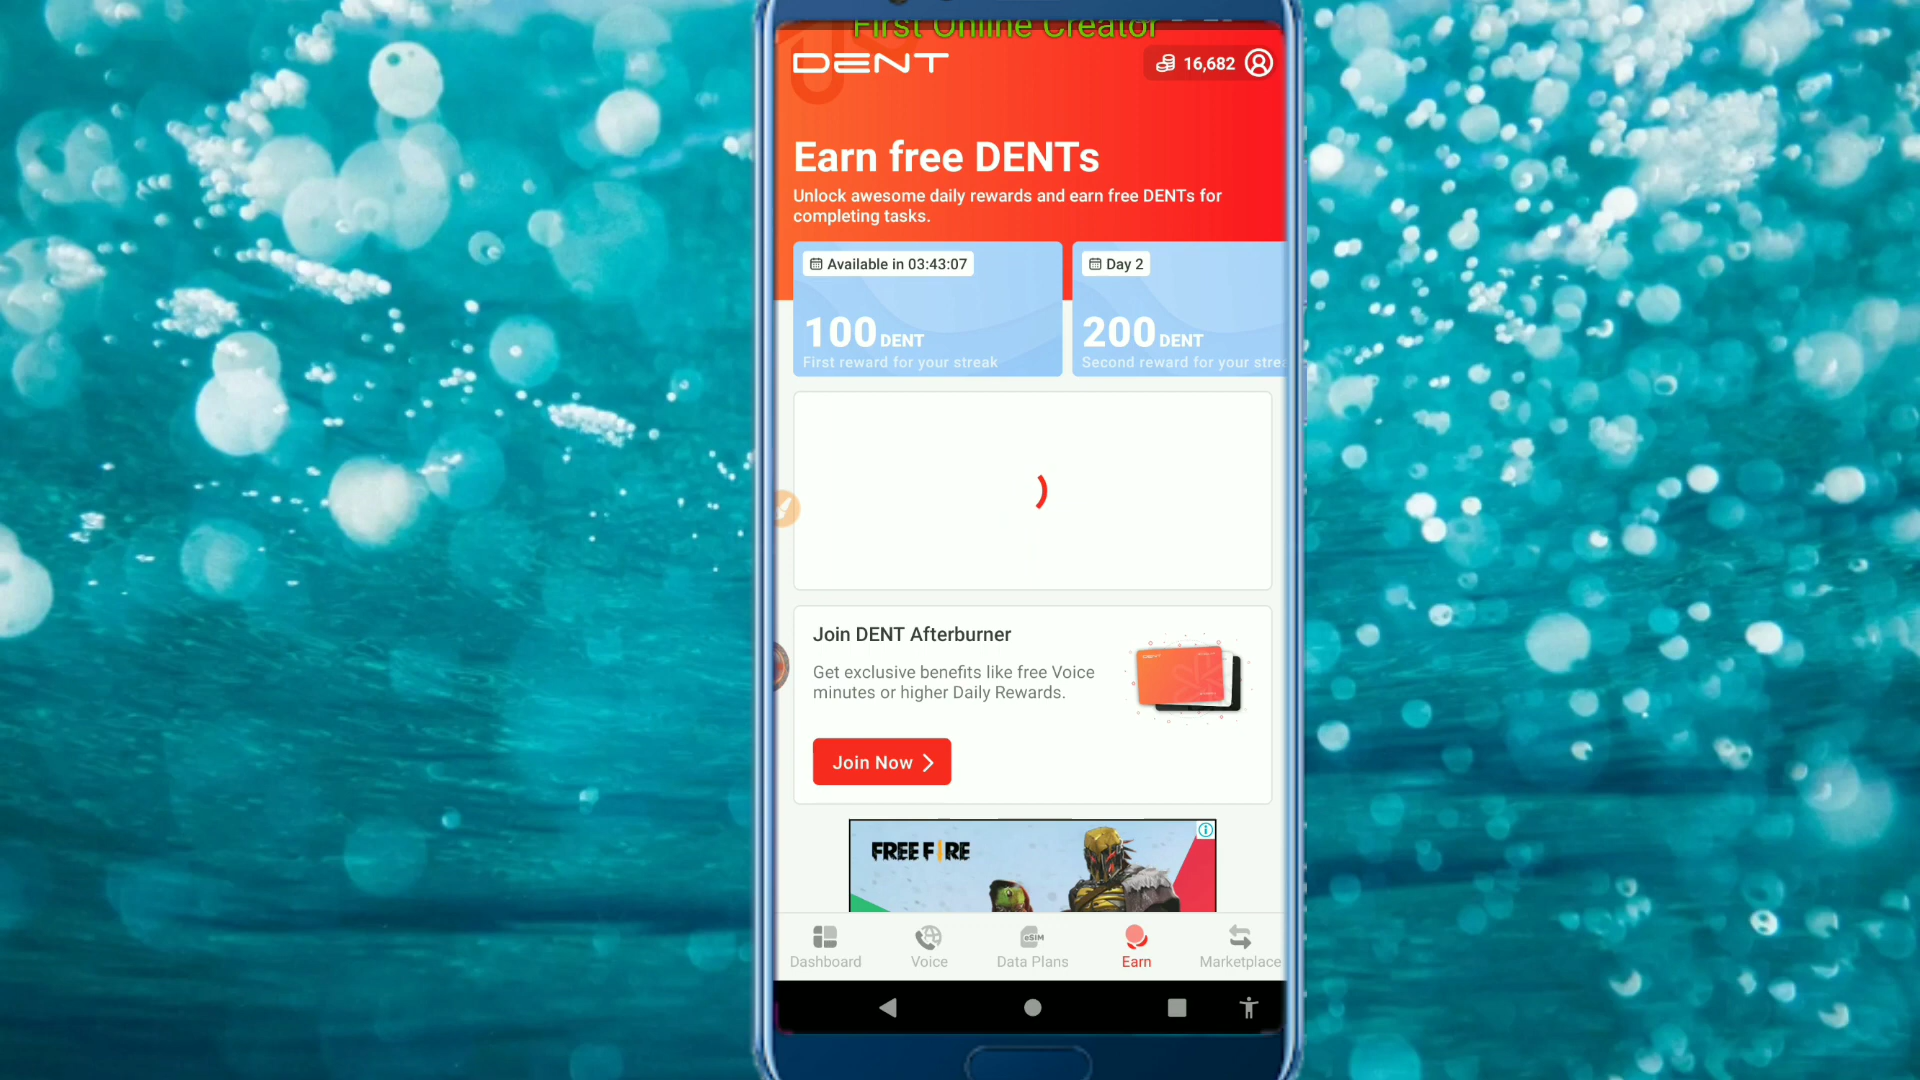 First Online Creator
DENT
16,682
Earn free DENTs
Unlock awesome daily rewards and earn free DENTs for
completing tasks.
Available in 03:43:07
100 DENT
First reward for your streak
Day 2
200 DENT
Second reward for your strea
Join DENT Afterburner
Get exclusive benefits like free Voice
minutes or higher Daily Rewards.
Join Now
FREE FIRE
eSIM
Dashboard
Voice
Data Plans
Earn
Marketplace